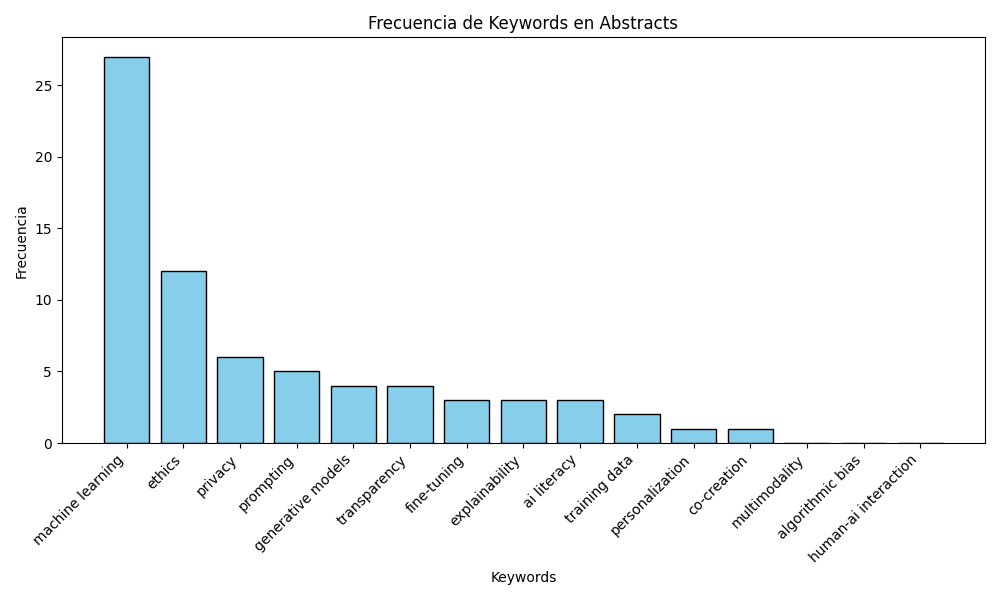 Frecuencia de Keywords en Abstracts
Frecuencia
25
20
15
10
5
0
machine learning
ethics
privacy
prompting
generative models
transparency
fine-tuning
explainability
ai literacy
training data
personalization
co-creation
multimodality
algorithmic bias
human-ai interaction
Keywords